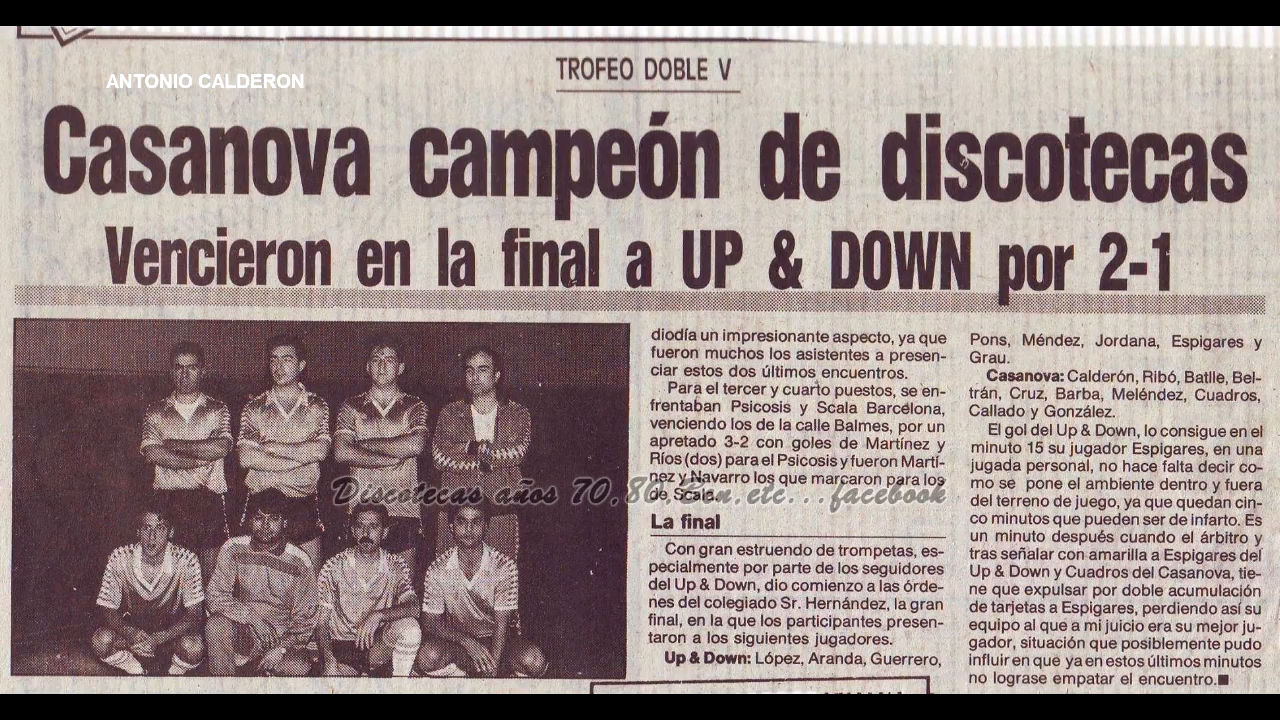 ANTONIO CALDERON
TROFEO DOBLE V
Casanova campeón de discotecas
Vencieron en la final a UP & DOWN por 2-1
diodía un impresionante aspecto, ya que
fueron muchos los asistentes a presen-
ciar estos dos últimos encuentros.
Para el tercer y cuarto puestos, se en-
frentaban Psicosis y Scala Barcelona,
venciendo los de la calle Balmes, por un
apretado 3-2 con goles de Martínez y
Ríos (dos) para el Psicosis y fueron Martí-
nez y Navarro los que marcaron para los
de Scala.
Discotecas años 70,80, etc...facebook
La final
Con gran estruendo de trompetas, es-
pecialmente por parte de los seguidores
del Up & Down, dio comienzo a las órde-
nes del colegiado Sr. Hernández, la gran
final, en la que los participantes presen-
taron a los siguientes jugadores.
Up & Down: López, Aranda, Guerrero,
Pons, Méndez, Jordana, Espigares y
Grau.
Casanova: Calderón, Ribó, Batlle, Bel-
trán, Cruz, Barba, Meléndez, Cuadros,
Callado y González.
El gol del Up & Down, lo consigue en el
minuto 15 su jugador Espigares, en una
jugada personal, no hace falta decir co-
mo se pone el ambiente dentro y fuera
del terreno de juego, ya que quedan cin-
co minutos que pueden ser de infarto. Es
un minuto después cuando el árbitro y
tras señalar con amarilla a Espigares del
Up & Down y Cuadros del Casanova, tie-
ne que expulsar por doble acumulación
de tarjetas a Espigares, perdiendo así su
equipo al que a mi juicio era su mejor ju-
gador, situación que posiblemente pudo
influir en que ya en estos últimos minutos
no lograse empatar el encuentro.■